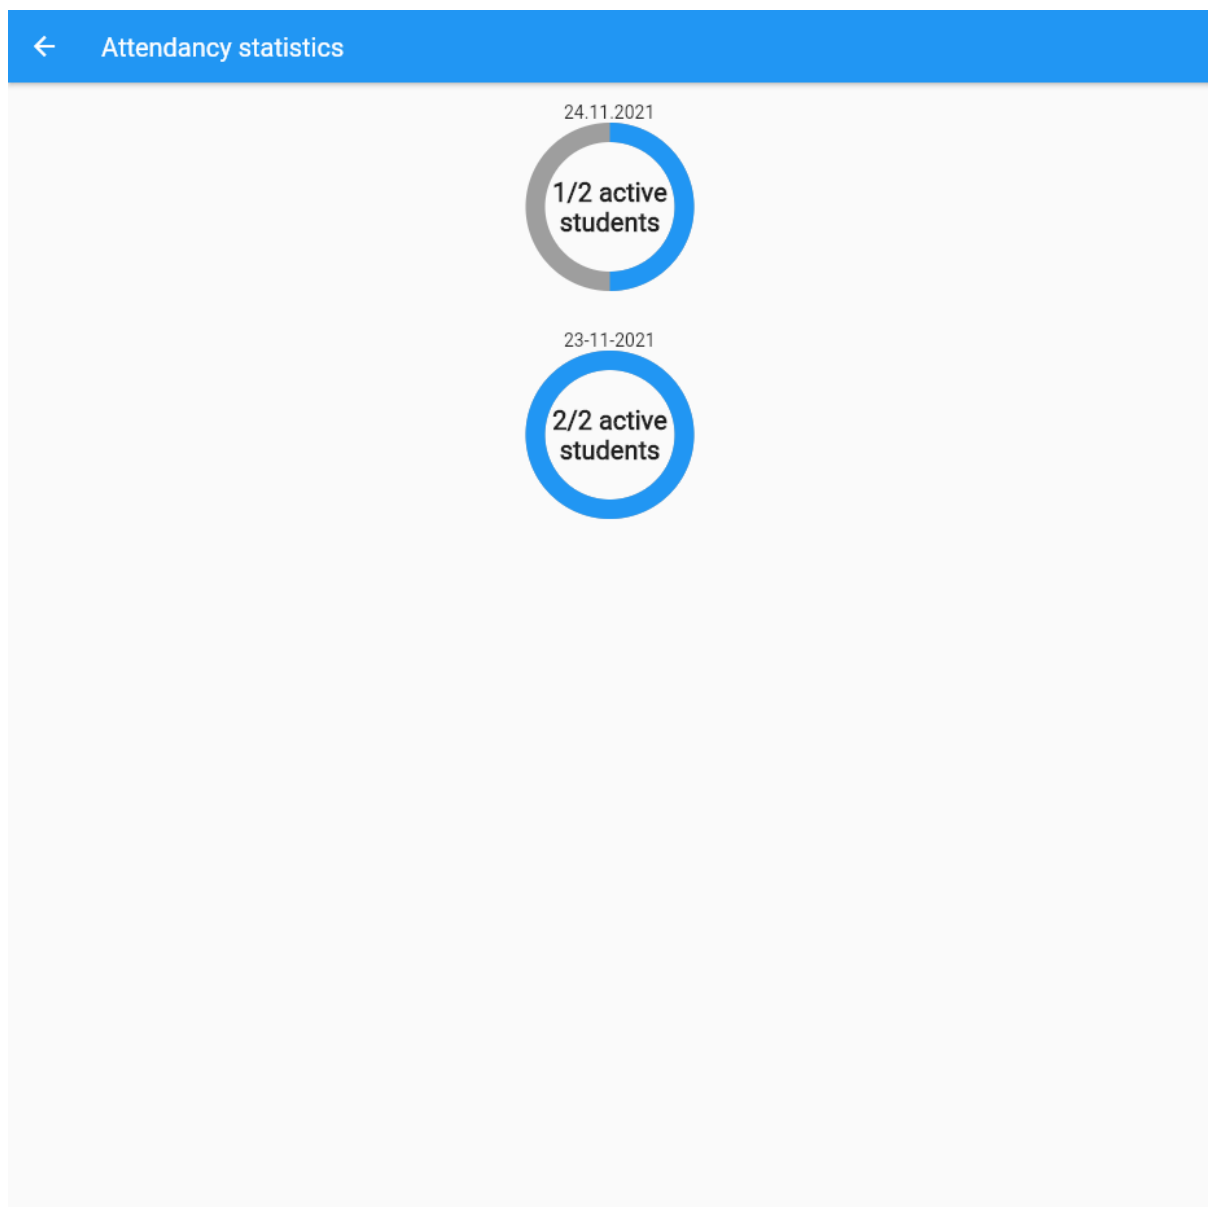 Attendancy statistics
24.11.2021
1/2 active
students
23-11-2021
2/2 active
students